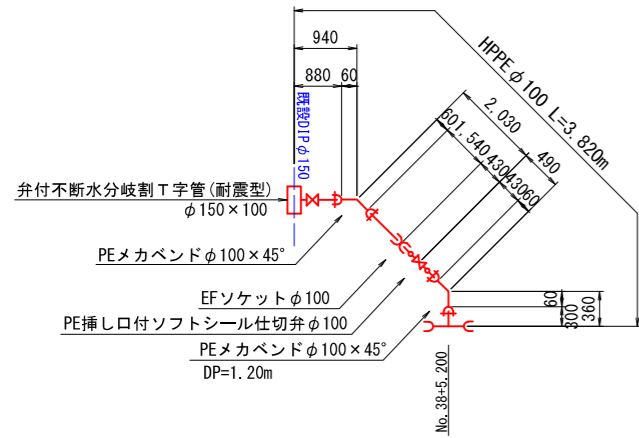 940
880
60
HPPEφ100 L=3.820m
2,030
490
60
1,540
430
430
60
既設DIPφ150
弁付不断水分岐割T字管(耐震型)
φ150×100
PEメカベンドφ100×45°
EFソケットφ100
PE挿し口付ソフトシール仕切弁φ100
PEメカベンドφ100×45°
DP=1.20m
60
300
360
No.38+5.200